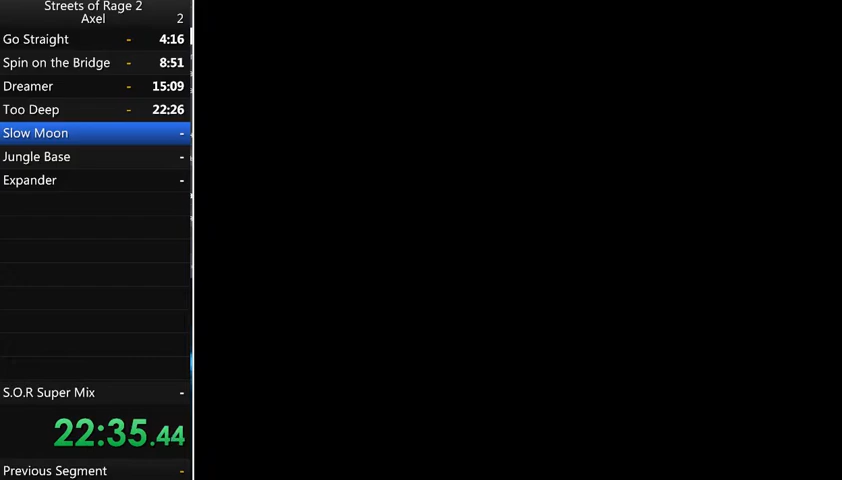 Streets of Rage 2
Axel 2
Go Straight - 4:16
Spin on the Bridge - 8:51
Dreamer - 15:09
Too Deep - 22:26
Slow Moon -
Jungle Base -
Expander -
S.O.R Super Mix -
22:35.44
Previous Segment -